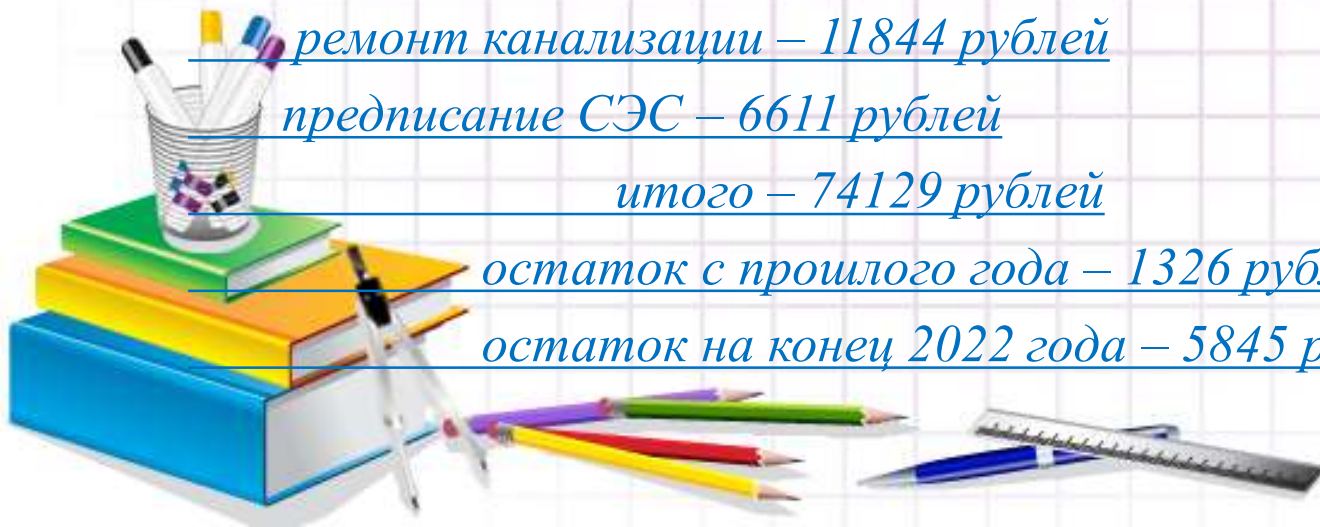 ремонт канализации – 11844 рублей
предписание СЭС – 6611 рублей
итого – 74129 рублей
остаток с прошлого года – 1326
остаток на конец 2022 года – 5845